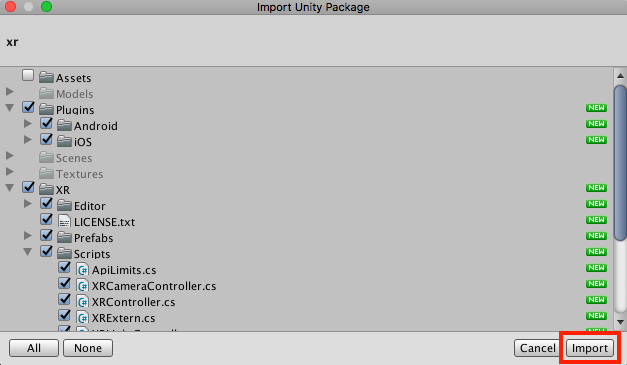 Import Unity Package
xr
Assets
Models
Plugins NEW
Android NEW
iOS NEW
Scenes
Textures
XR NEW
Editor NEW
LICENSE.txt NEW
Prefabs NEW
Scripts NEW
C# ApiLimits.cs NEW
C# XRCameraController.cs NEW
C# XRController.cs NEW
C# XRExtern.cs NEW
All None Cancel Import